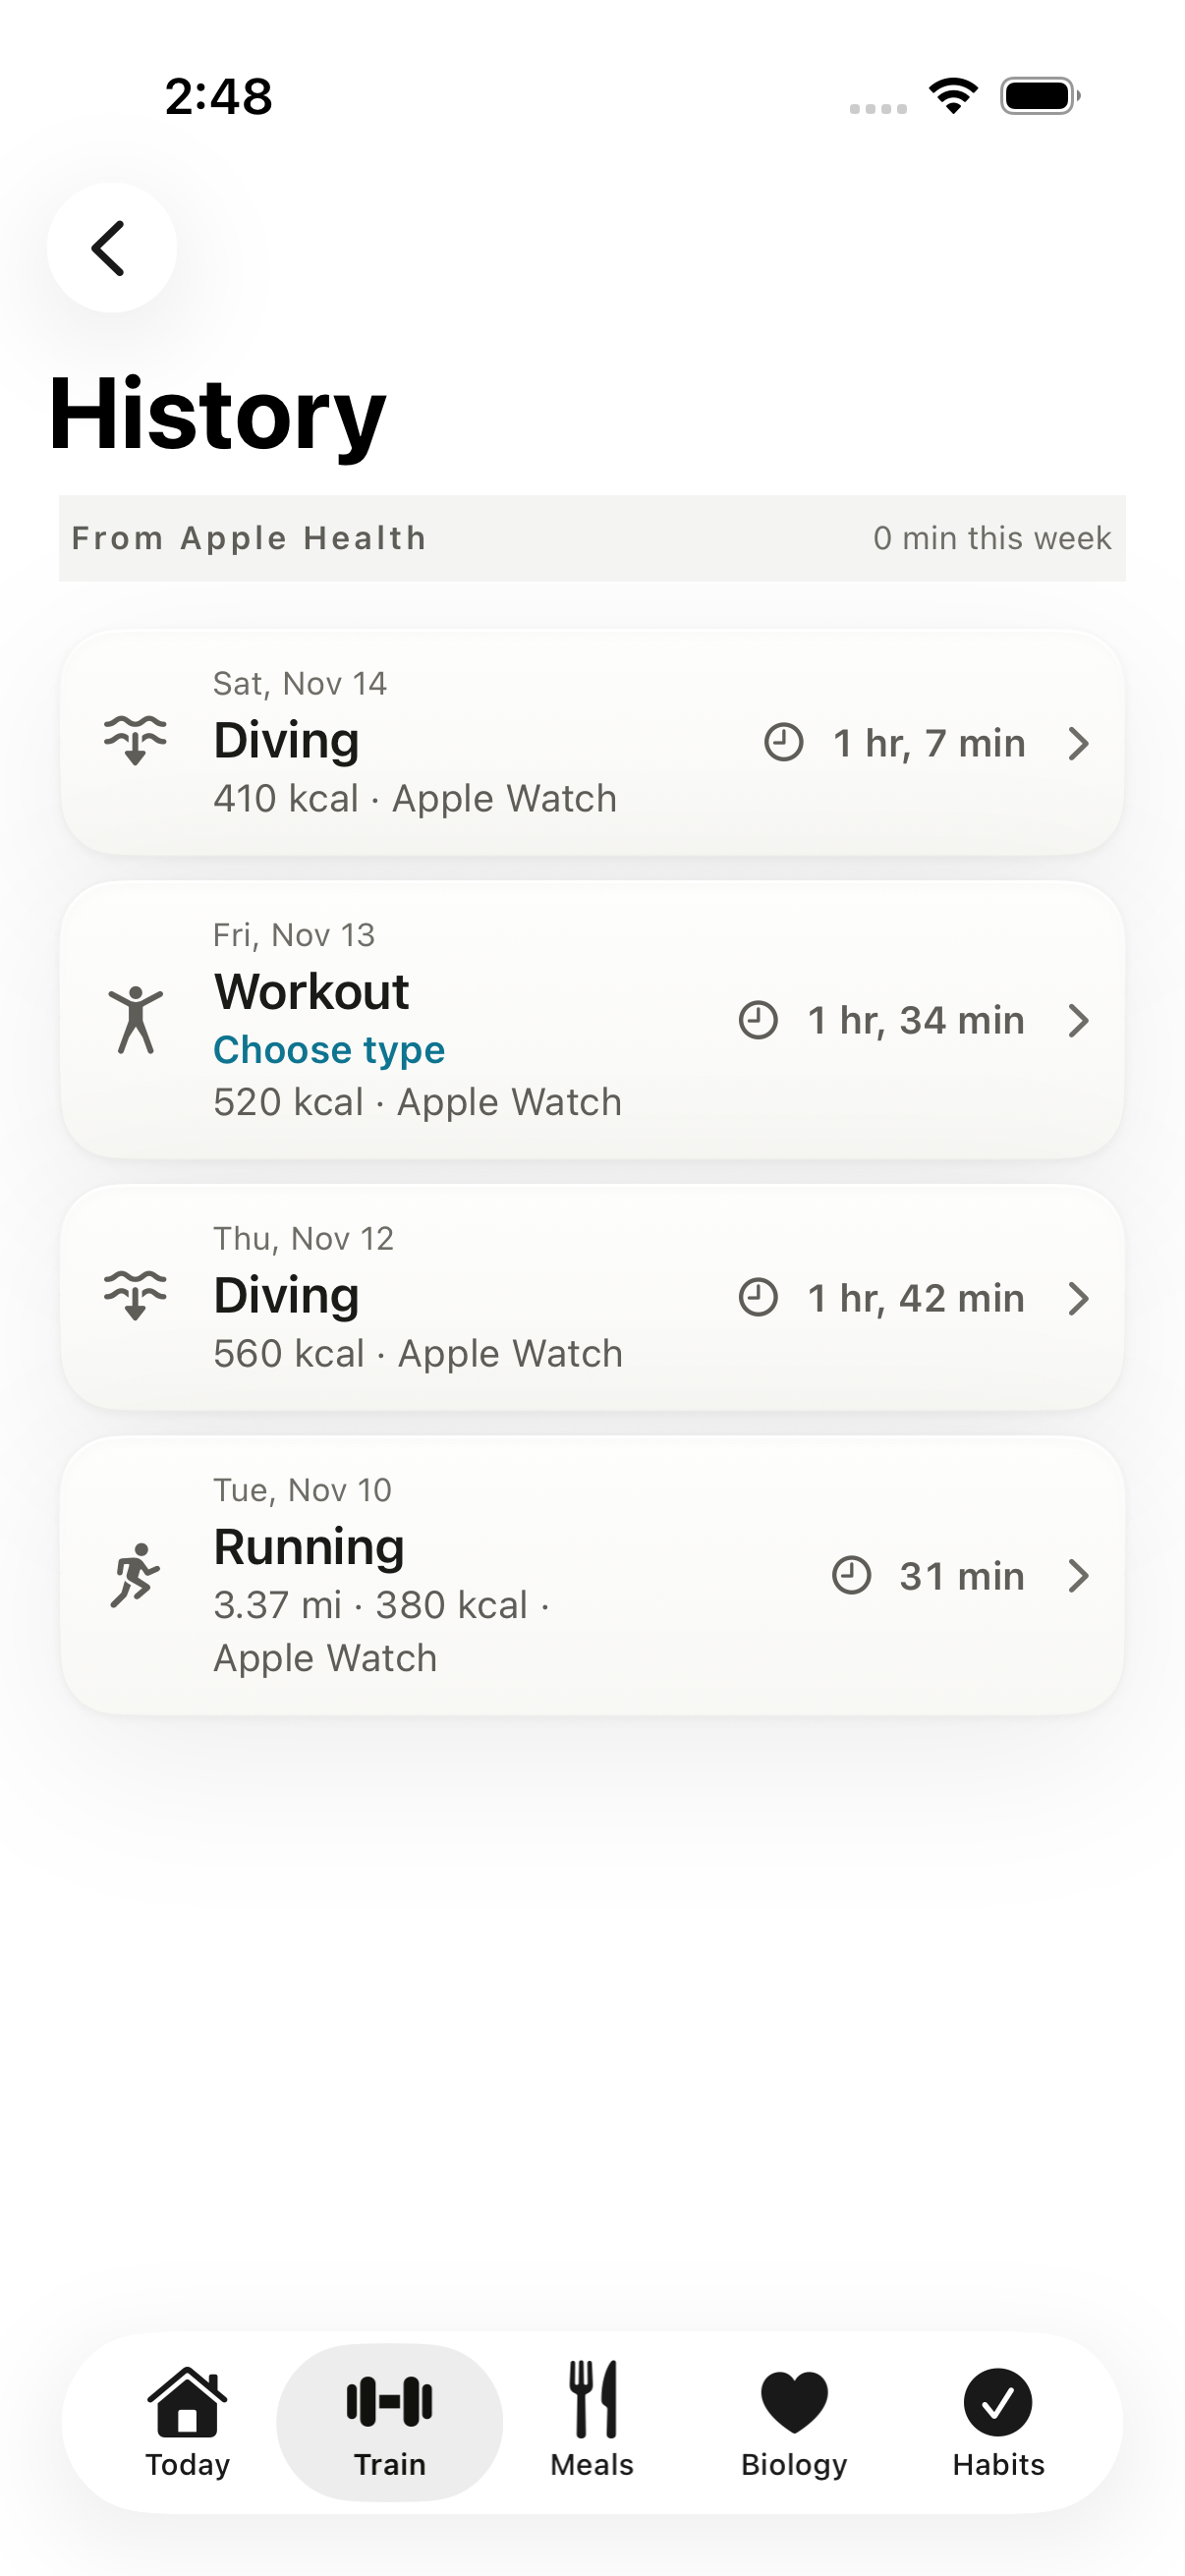 2:48
History
From Apple Health
0 min this week
Sat, Nov 14
Diving
1 hr, 7 min
410 kcal · Apple Watch
Fri, Nov 13
Workout
Choose type
1 hr, 34 min
520 kcal · Apple Watch
Thu, Nov 12
Diving
1 hr, 42 min
560 kcal · Apple Watch
Tue, Nov 10
Running
31 min
3.37 mi · 380 kcal ·
Apple Watch
Today
Train
Meals
Biology
Habits